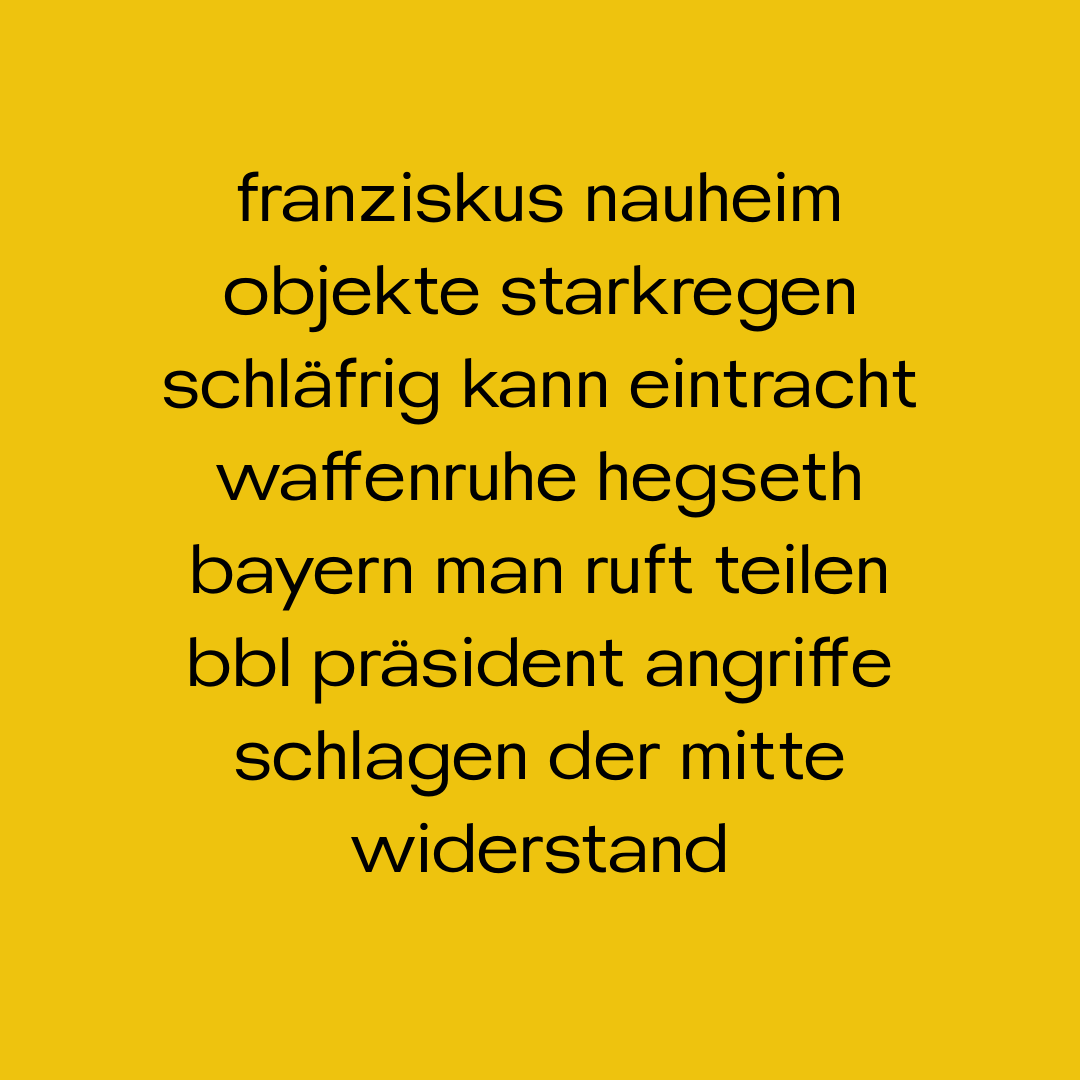 franziskus nauheim
objekte starkregen
schläfrig kann eintracht
waffenruhe hegseth
bayern man ruft teilen
bbl präsident angriffe
schlagen der mitte
widerstand